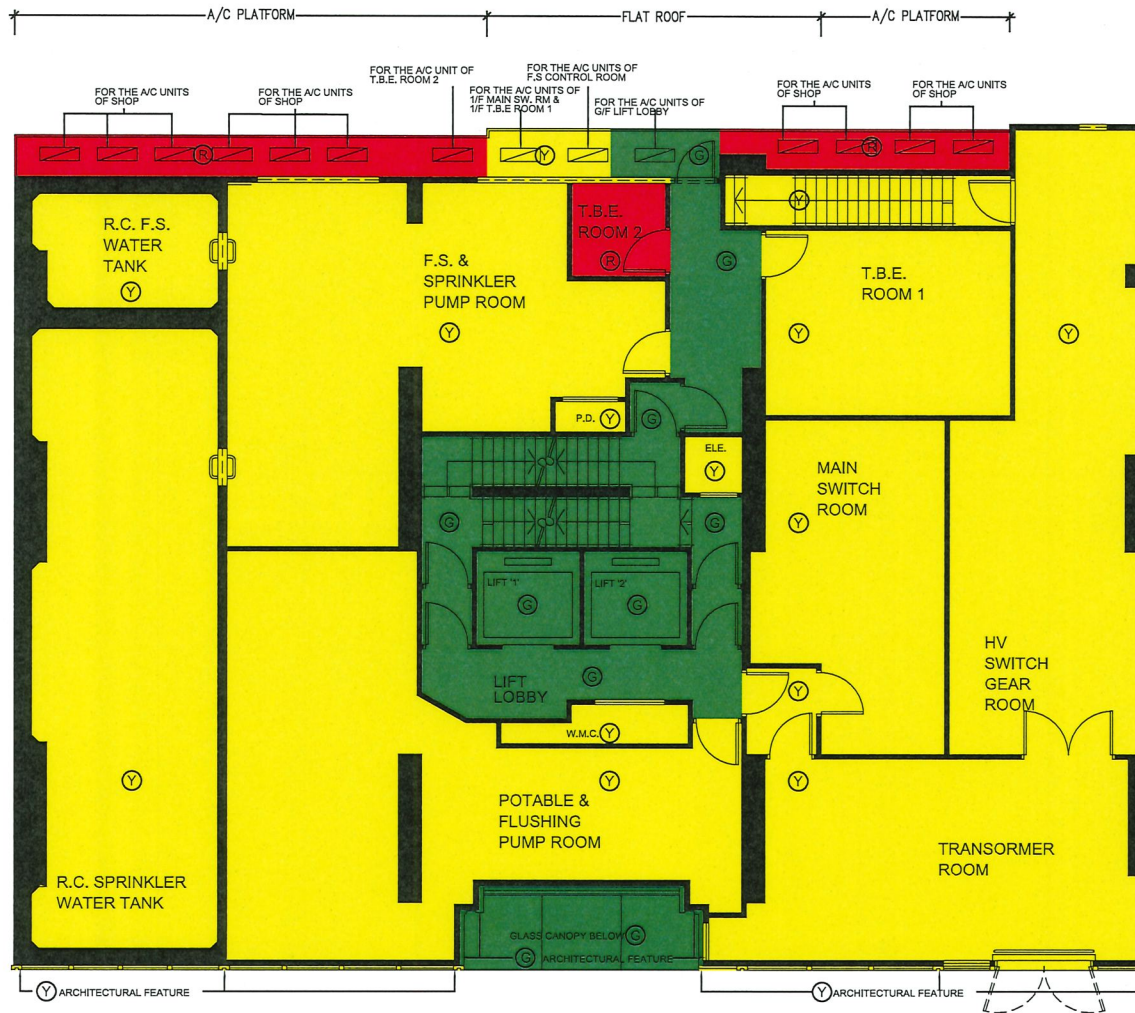 A/C PLATFORM
FLAT ROOF
A/C PLATFORM
FOR THE A/C UNITS
OF SHOP
FOR THE A/C UNITS
OF SHOP
FOR THE A/C UNIT OF
T.B.E. ROOM 2
FOR THE A/C UNITS OF
1/F MAIN SW. RM &
1/F T.B.E ROOM 1
FOR THE A/C UNITS OF
F.S CONTROL ROOM
FOR THE A/C UNITS OF
G/F LIFT LOBBY
FOR THE A/C UNITS
OF SHOP
FOR THE A/C UNITS
OF SHOP
R
Y
G
R
R.C. F.S.
WATER
TANK
Y
F.S. &
SPRINKLER
PUMP ROOM
Y
T.B.E.
ROOM 2
R
G
Y
T.B.E.
ROOM 1
Y
Y
P.D.
Y
G
ELE.
Y
G
G
MAIN
SWITCH
ROOM
Y
LIFT '1'
G
LIFT '2'
G
LIFT
LOBBY
G
HV
SWITCH
GEAR
ROOM
Y
W.M.C.
Y
Y
Y
Y
POTABLE &
FLUSHING
PUMP ROOM
TRANSORMER
ROOM
R.C. SPRINKLER
WATER TANK
GLASS CANOPY BELOW
G
G
ARCHITECTURAL FEATURE
Y
ARCHITECTURAL FEATURE
Y
ARCHITECTURAL FEATURE